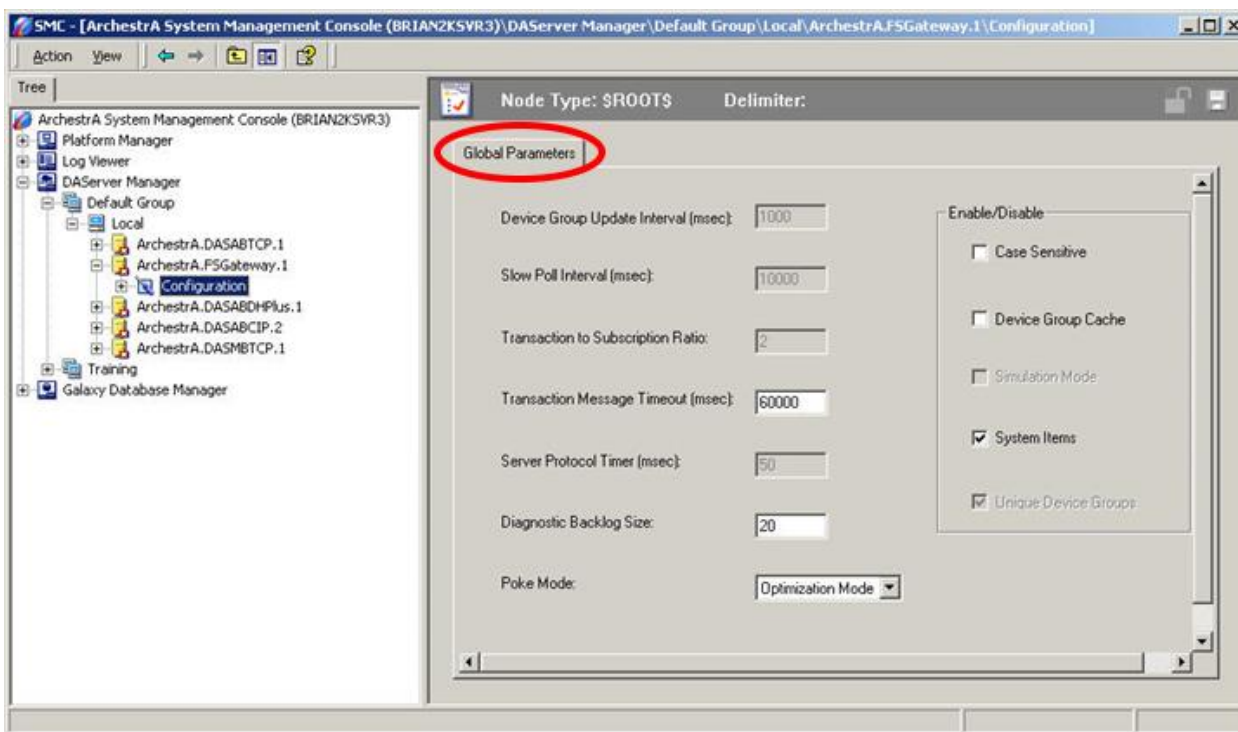 SMC - [ArchestrA System Management Console (BRIAN2KSVR3)\DAServer Manager\Default Group\Local\ArchestrA.FSGateway.1\Configuration]
Action View
Tree
ArchestrA System Management Console (BRIAN2KSVR3)
Platform Manager
Log Viewer
DAServer Manager
Default Group
Local
ArchestrA.DASABTCP.1
ArchestrA.FSGateway.1
Configuration
ArchestrA.DASABDHPlus.1
ArchestrA.DASABCIP.2
ArchestrA.DASMBTCP.1
Training
Galaxy Database Manager
Node Type: $ROOT$ Delimiter:
Global Parameters
Device Group Update Interval (msec): 1000
Slow Poll Interval (msec): 10000
Transaction to Subscription Ratio: 2
Transaction Message Timeout (msec): 60000
Server Protocol Timer (msec): 50
Diagnostic Backlog Size: 20
Poke Mode: Optimization Mode
Enable/Disable
Case Sensitive
Device Group Cache
Simulation Mode
System Items
Unique Device Groups